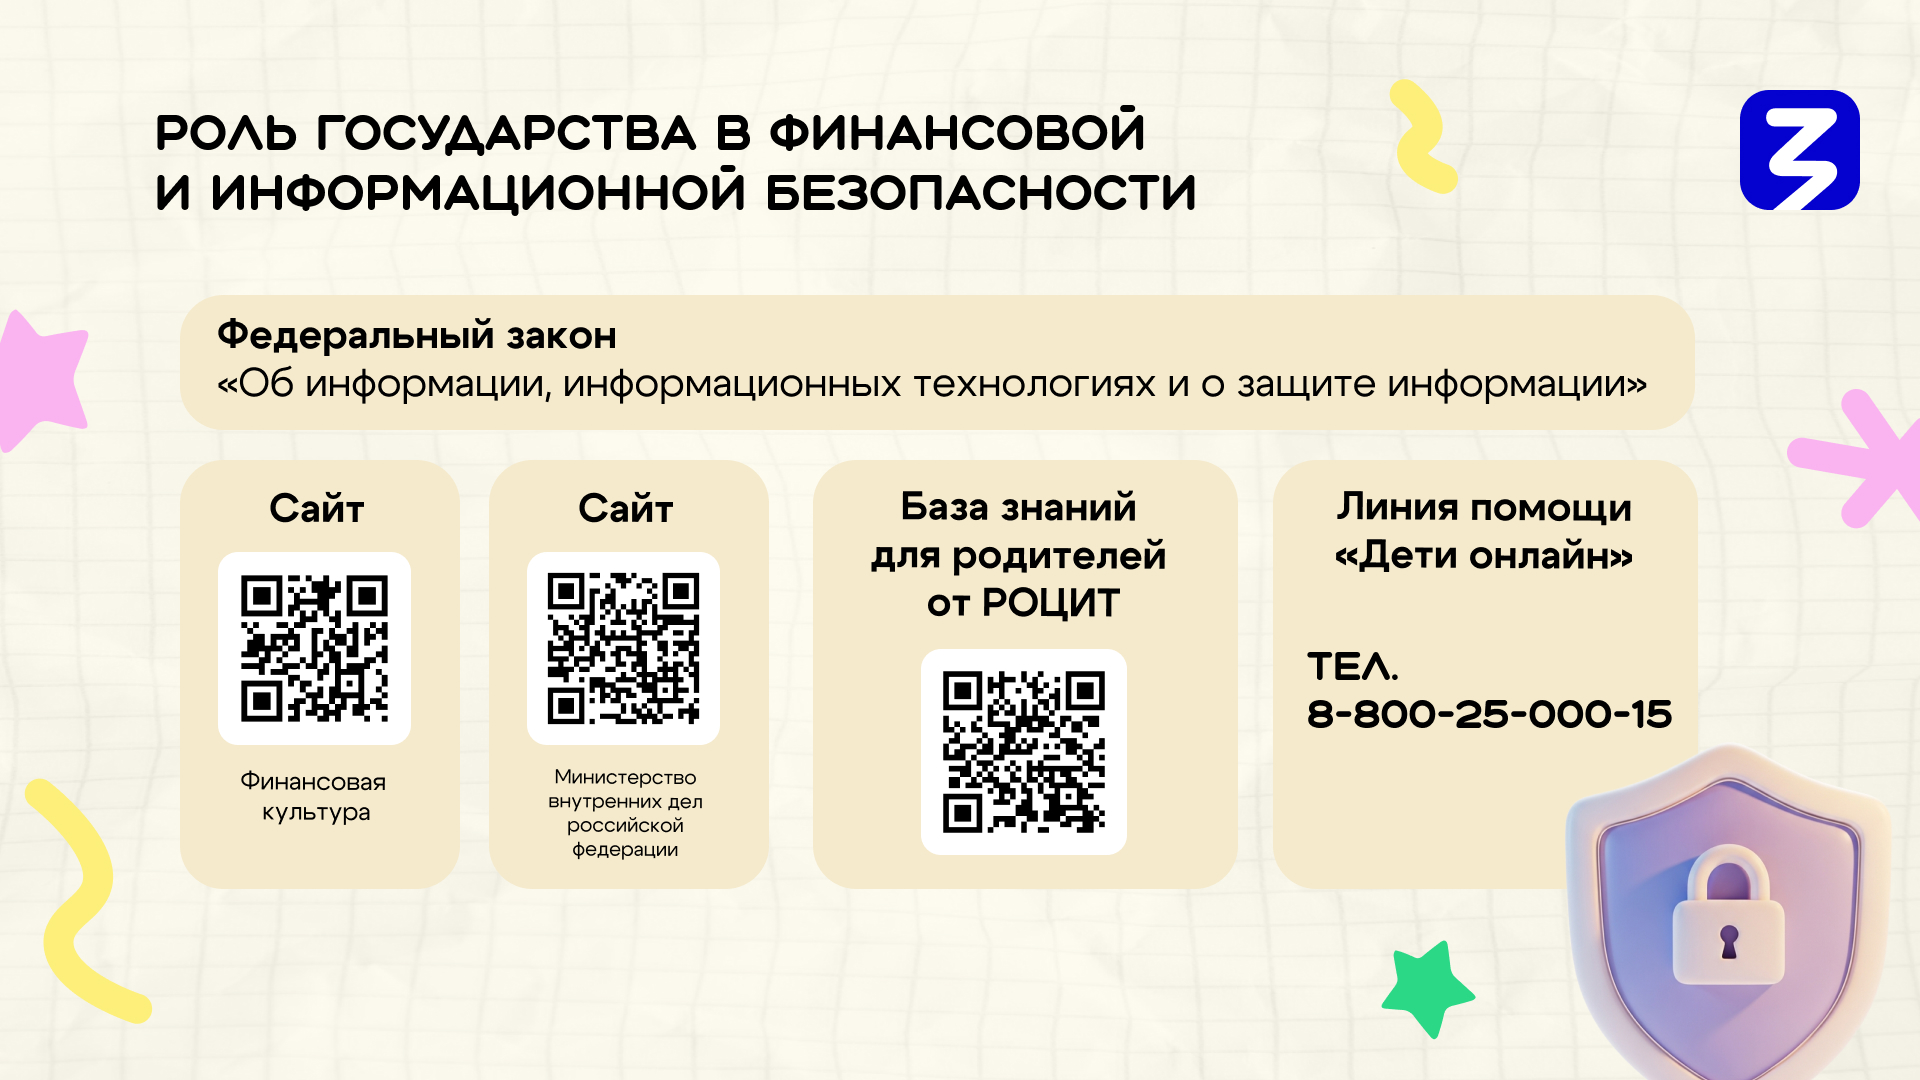 РОЛЬ ГОСУДАРСТВА В ФИНАНСОВОЙ
И ИНФОРМАЦИОННОЙ БЕЗОПАСНОСТИ
Федеральный закон
«Об информации, информационных технологиях и о защите информации»
Сайт
Финансовая
культура
Сайт
Министерство
внутренних дел
российской
федерации
База знаний
для родителей
от РОЦИТ
Линия помощи
«Дети онлайн»
ТЕЛ.
8-800-25-000-15